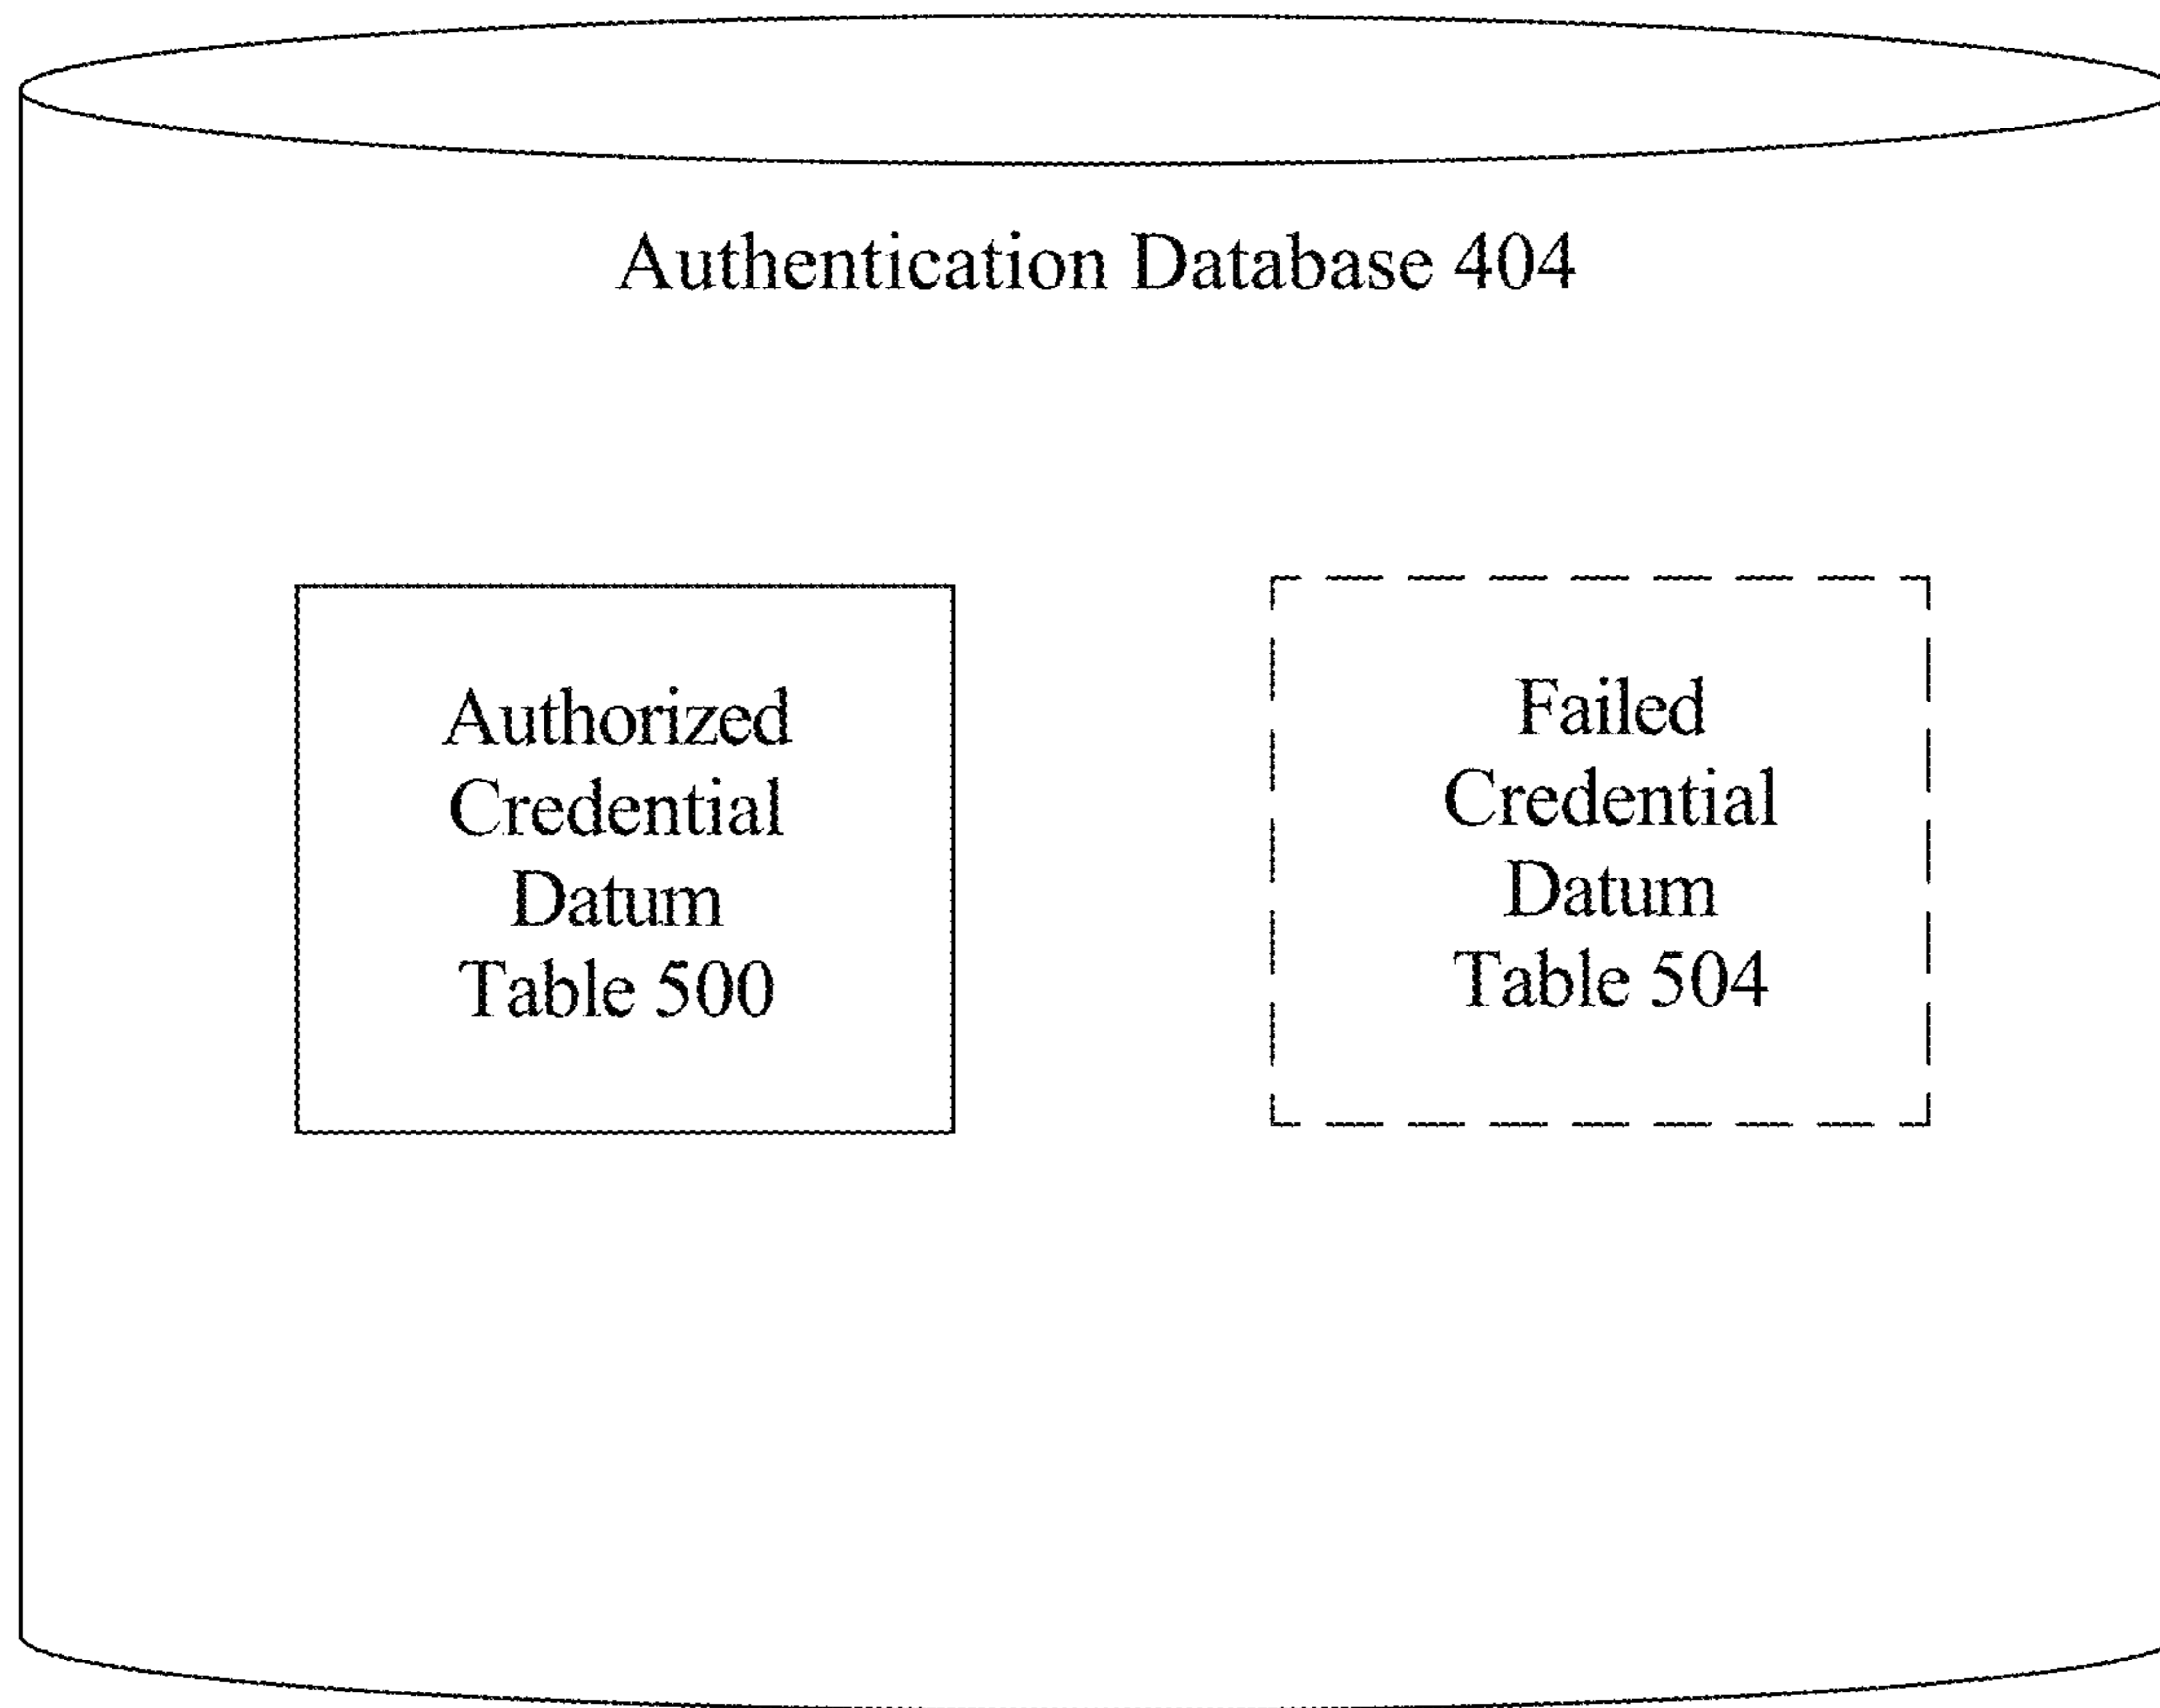 Authentication Database 404
Authorized
Credential
Datum
Table 500
Failed
Credential
Datum
Table 504